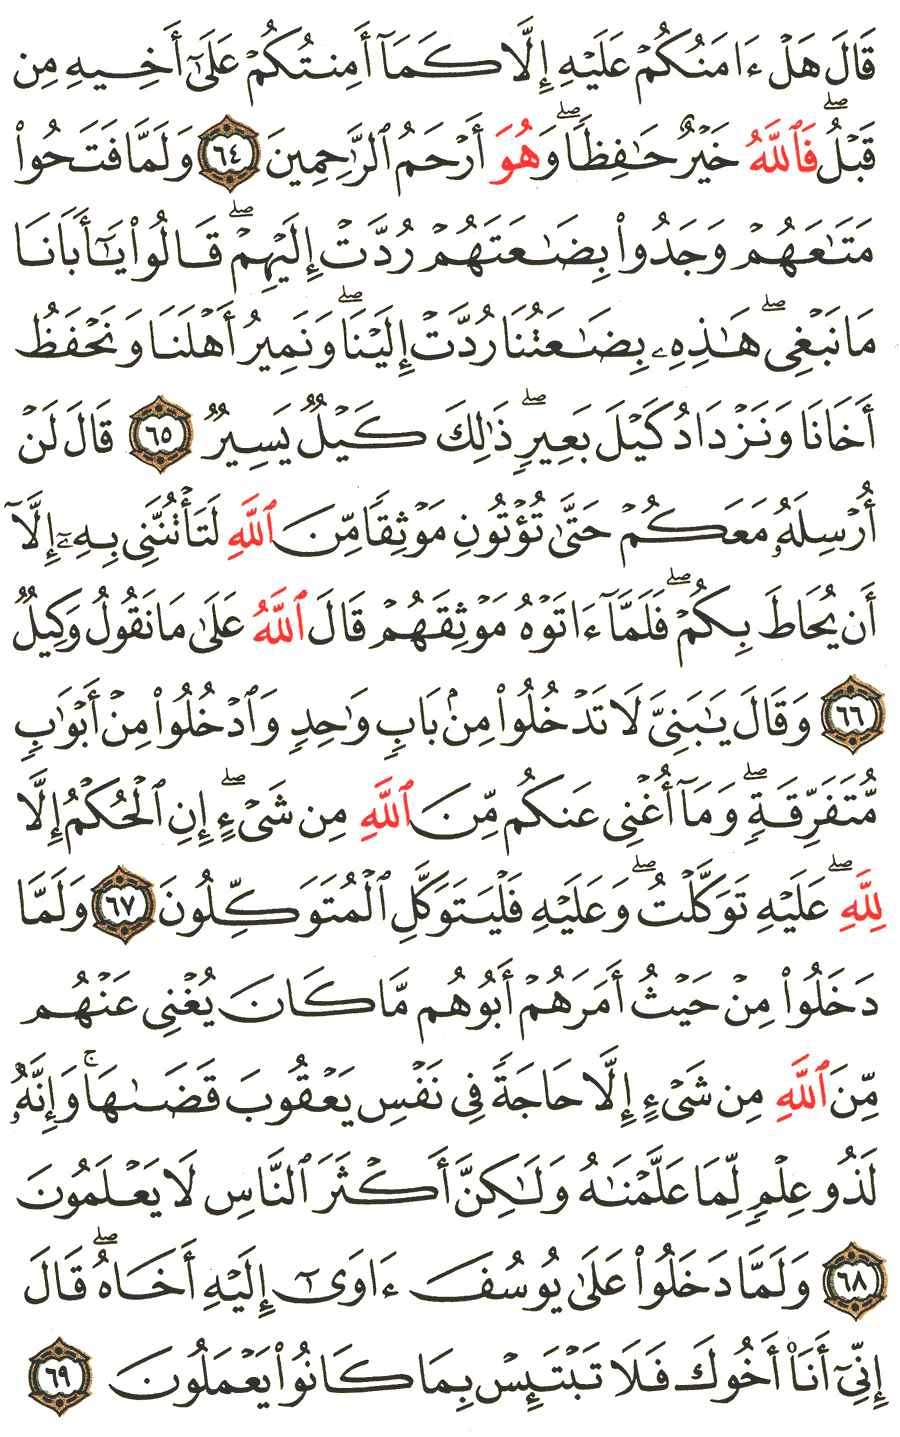 قَالَ هَلْ ءَامَنُكُمْ عَلَيْهِ إِلَّا كَمَآ أَمِنتُكُمْ عَلَىٰٓ أَخِيهِ مِن
قَبْلُ ۖ فَٱللَّهُ خَيْرٌ حَـٰفِظًا ۖ وَهُوَ أَرْحَمُ ٱلرَّٰحِمِينَ ٦٤ وَلَمَّا فَتَحُوا۟
مَتَـٰعَهُمْ وَجَدُوا۟ بِضَـٰعَتَهُمْ رُدَّتْ إِلَيْهِمْ ۖ قَالُوا۟ يَـٰٓأَبَانَا
مَا نَبْغِى ۖ هَـٰذِهِۦ بِضَـٰعَتُنَا رُدَّتْ إِلَيْنَا ۖ وَنَمِيرُ أَهْلَنَا وَنَحْفَظُ
أَخَانَا وَنَزْدَادُ كَيْلَ بَعِيرٍ ۖ ذَٰلِكَ كَيْلٌ يَسِيرٌ ٦٥ قَالَ لَنْ
أُرْسِلَهُۥ مَعَكُمْ حَتَّىٰ تُؤْتُونِ مَوْثِقًا مِّنَ ٱللَّهِ لَتَأْتُنَّنِى بِهِۦٓ إِلَّآ
أَن يُحَاطَ بِكُمْ ۖ فَلَمَّآ ءَاتَوْهُ مَوْثِقَهُمْ قَالَ ٱللَّهُ عَلَىٰ مَا نَقُولُ وَكِيلٌ
٦٦ وَقَالَ يَـٰبَنِىَّ لَا تَدْخُلُوا۟ مِنۢ بَابٍ وَٰحِدٍ وَٱدْخُلُوا۟ مِنْ أَبْوَٰبٍ
مُّتَفَرِّقَةٍ ۖ وَمَآ أُغْنِى عَنكُم مِّنَ ٱللَّهِ مِن شَىْءٍ ۖ إِنِ ٱلْحُكْمُ إِلَّا
لِلَّهِ ۖ عَلَيْهِ تَوَكَّلْتُ ۖ وَعَلَيْهِ فَلْيَتَوَكَّلِ ٱلْمُتَوَكِّلُونَ ٦٧ وَلَمَّا
دَخَلُوا۟ مِنْ حَيْثُ أَمَرَهُمْ أَبُوهُم مَّا كَانَ يُغْنِى عَنْهُم
مِّنَ ٱللَّهِ مِن شَىْءٍ إِلَّا حَاجَةً فِى نَفْسِ يَعْقُوبَ قَضَىٰهَا ۚ وَإِنَّهُۥ
لَذُو عِلْمٍ لِّمَا عَلَّمْنَـٰهُ وَلَـٰكِنَّ أَكْثَرَ ٱلنَّاسِ لَا يَعْلَمُونَ
٦٨ وَلَمَّا دَخَلُوا۟ عَلَىٰ يُوسُفَ ءَاوَىٰٓ إِلَيْهِ أَخَاهُ ۖ قَالَ
إِنِّىٓ أَنَا۠ أَخُوكَ فَلَا تَبْتَئِسْ بِمَا كَانُوا۟ يَعْمَلُونَ ٦٩